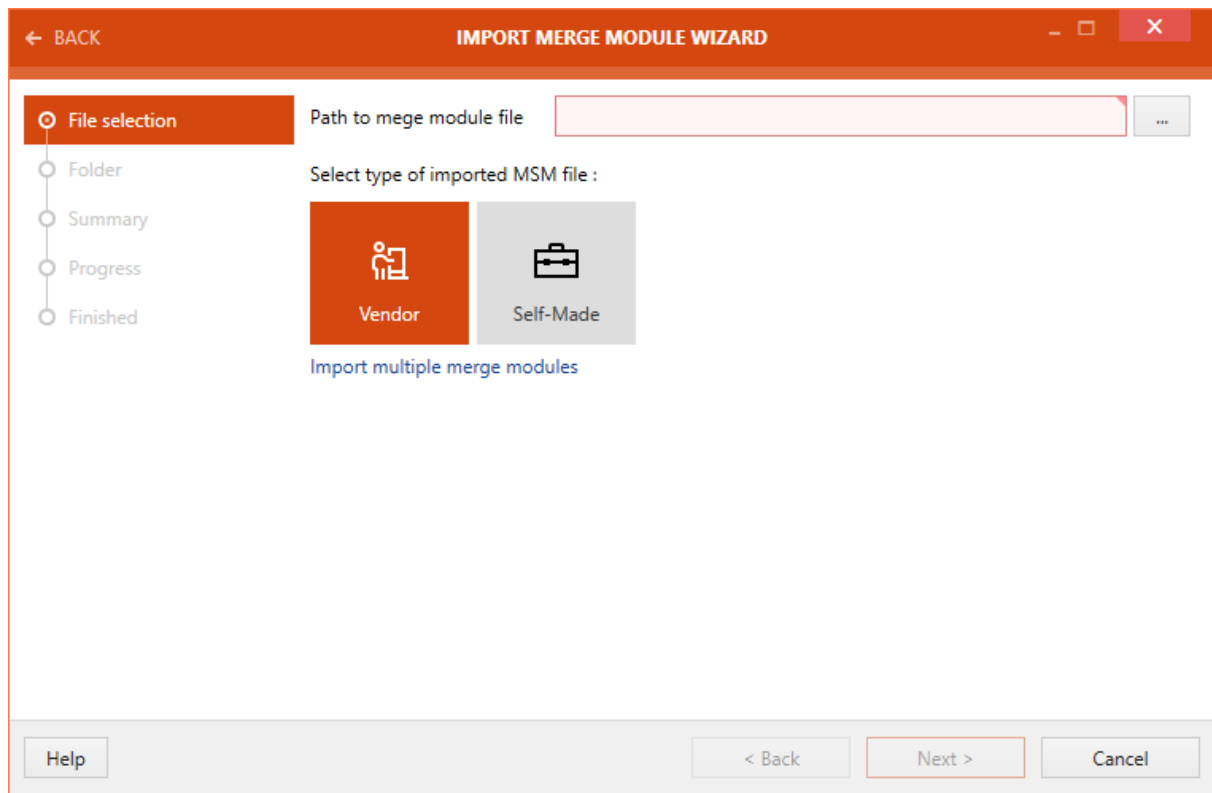 BACK
IMPORT MERGE MODULE WIZARD
File selection
Folder
Summary
Progress
Finished
Path to mege module file
...
Select type of imported MSM file :
Vendor
Self-Made
Import multiple merge modules
Help
< Back
Next >
Cancel